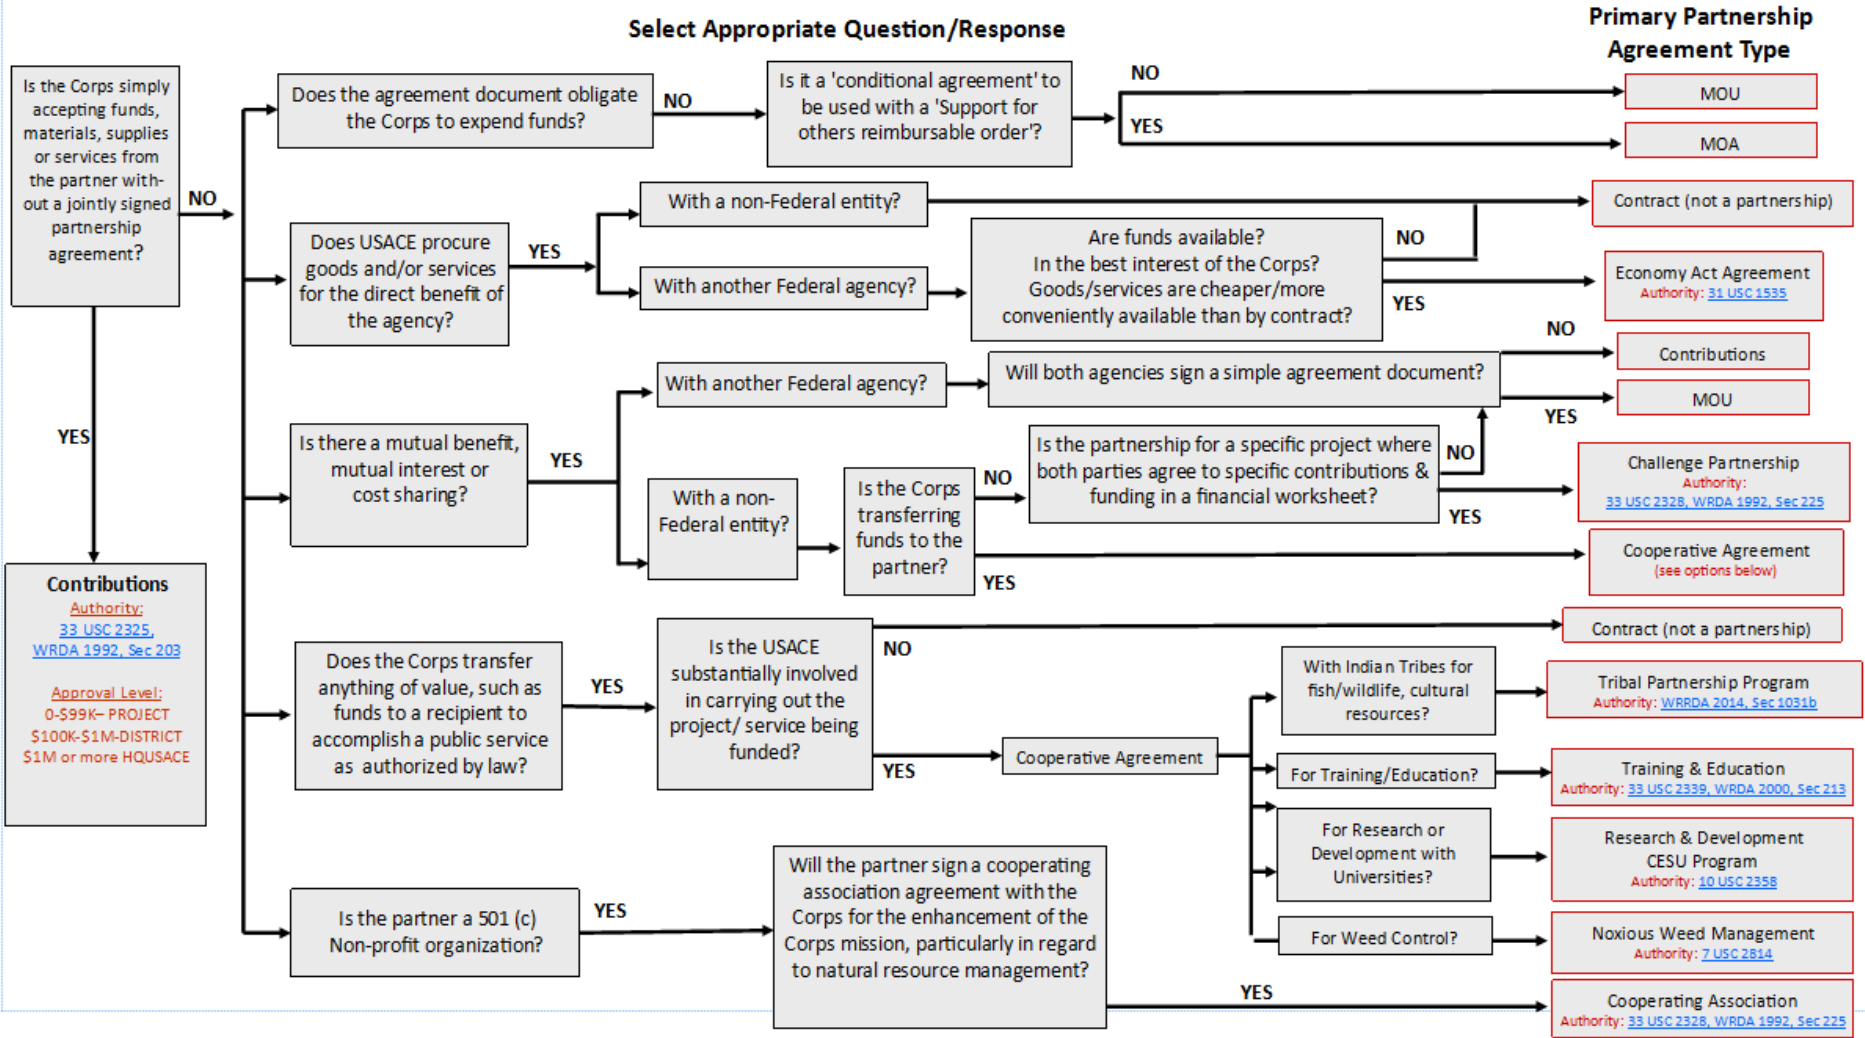 Select Appropriate Question/Response
Primary Partnership
Agreement Type
Is the Corps simply
accepting funds,
materials, supplies
or services from
the partner with-
out a jointly signed
partnership
agreement?
NO
YES
Contributions
Authority:
33 USC 2325,
WRDA 1992, Sec 203
Approval Level:
0-$99K– PROJECT
$100K-$1M-DISTRICT
$1M or more HQUSACE
Does the agreement document obligate
the Corps to expend funds?
NO
Is it a 'conditional agreement' to
be used with a 'Support for
others reimbursable order'?
NO
YES
MOU
MOA
Does USACE procure
goods and/or services
for the direct benefit of
the agency?
YES
With a non-Federal entity?
With another Federal agency?
Are funds available?
In the best interest of the Corps?
Goods/services are cheaper/more
conveniently available than by contract?
NO
YES
Contract (not a partnership)
Economy Act Agreement
Authority: 31 USC 1535
Is there a mutual benefit,
mutual interest or
cost sharing?
YES
With another Federal agency?
Will both agencies sign a simple agreement document?
NO
YES
Contributions
MOU
With a non-
Federal entity?
Is the Corps
transferring
funds to the
partner?
NO
YES
Is the partnership for a specific project where
both parties agree to specific contributions &
funding in a financial worksheet?
NO
YES
Challenge Partnership
Authority:
33 USC 2328, WRDA 1992, Sec 225
Cooperative Agreement
(see options below)
Does the Corps transfer
anything of value, such as
funds to a recipient to
accomplish a public service
as authorized by law?
YES
Is the USACE
substantially involved
in carrying out the
project/ service being
funded?
NO
YES
Contract (not a partnership)
Cooperative Agreement
With Indian Tribes for
fish/wildlife, cultural
resources?
Tribal Partnership Program
Authority: WRRDA 2014, Sec 1031b
For Training/Education?
Training & Education
Authority: 33 USC 2339, WRDA 2000, Sec 213
For Research or
Development with
Universities?
Research & Development
CESU Program
Authority: 10 USC 2358
For Weed Control?
Noxious Weed Management
Authority: 7 USC 2814
Is the partner a 501 (c)
Non-profit organization?
YES
Will the partner sign a cooperating
association agreement with the
Corps for the enhancement of the
Corps mission, particularly in regard
to natural resource management?
YES
Cooperating Association
Authority: 33 USC 2328, WRDA 1992, Sec 225